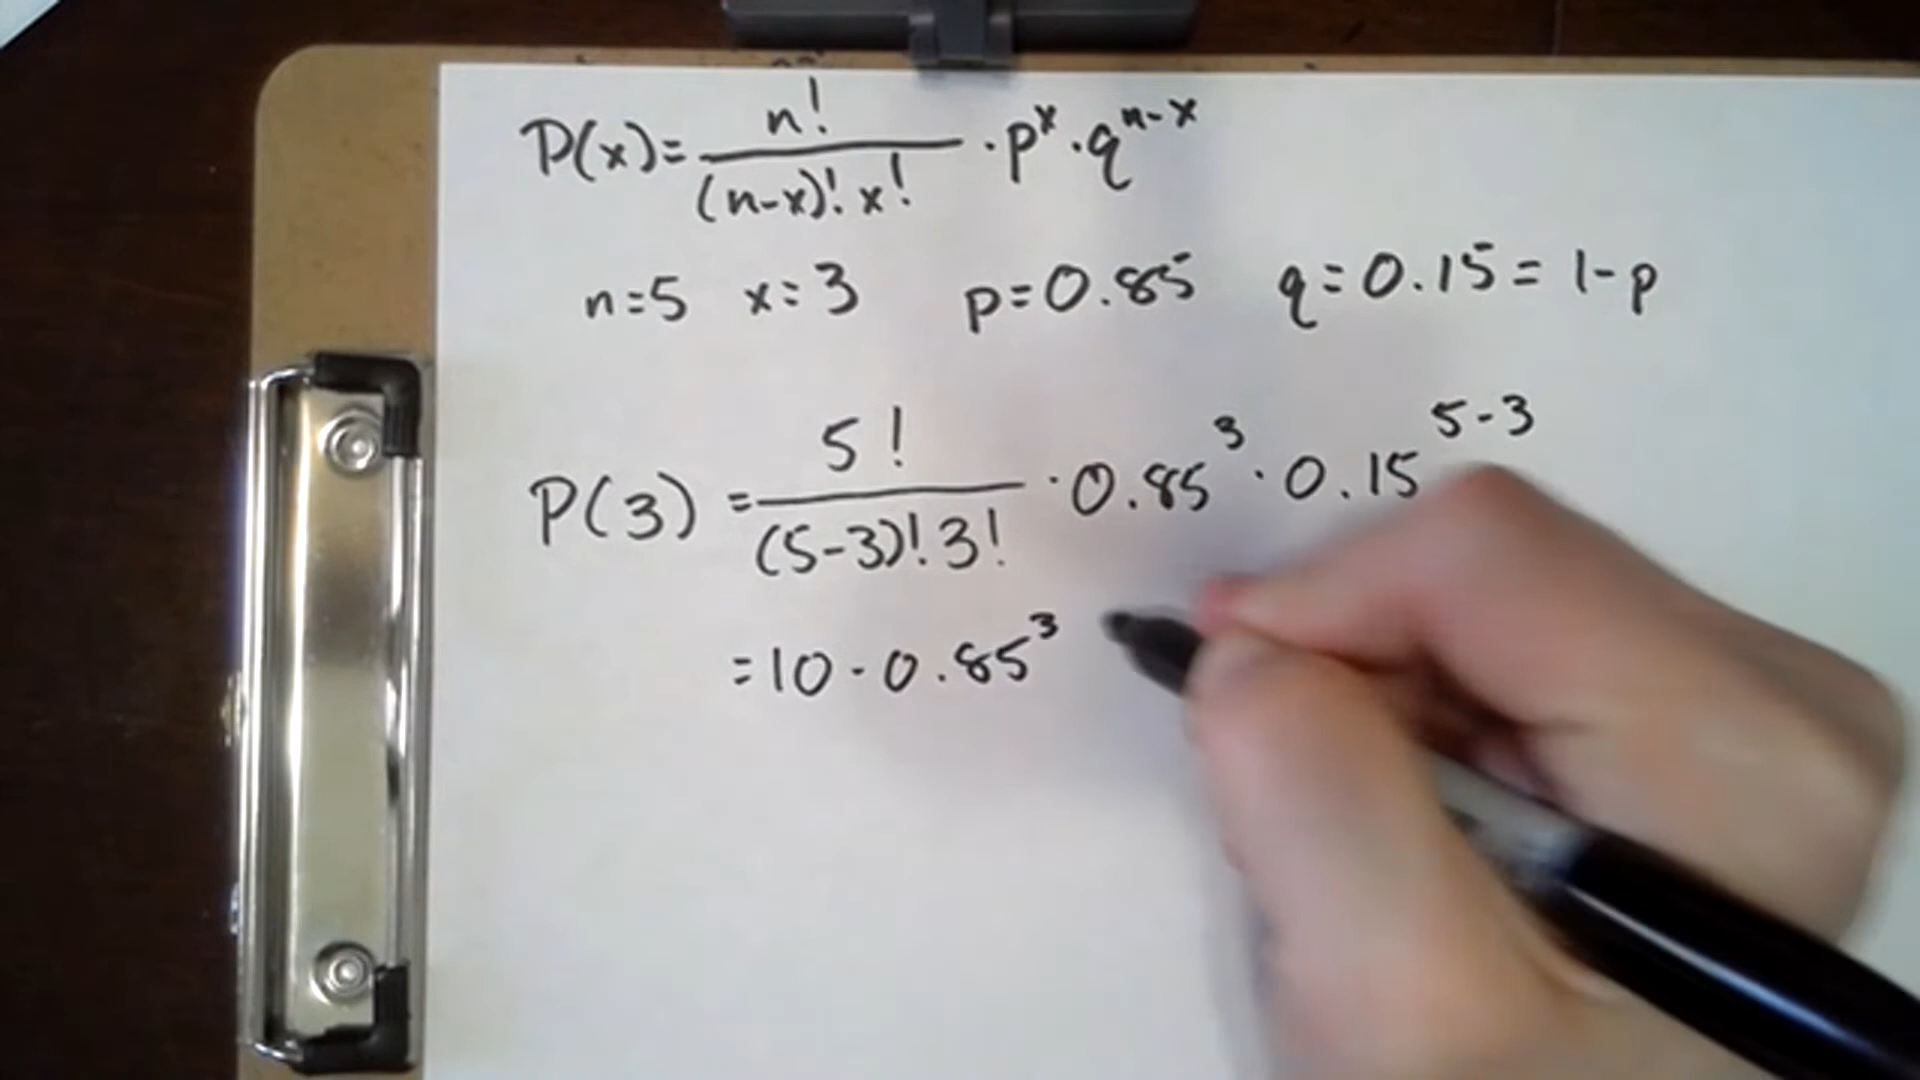 P(x)= n! / (n-x)! x! · p^x · q^n-x
n=5 x=3 p=0.85 q=0.15=1-p
P(3) = 5! / (5-3)! 3! · 0.85^3 · 0.15^5-3
=10 · 0.85^3